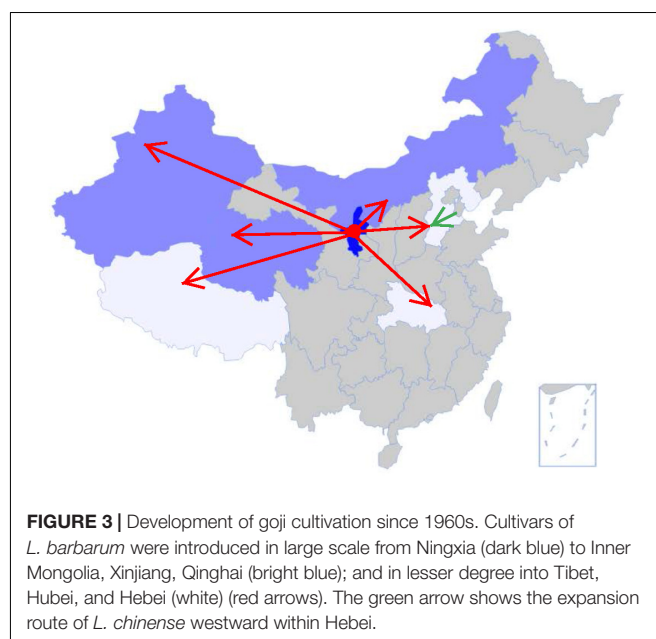 FIGURE 3 | Development of goji cultivation since 1960s. Cultivars of
L. barbarum were introduced in large scale from Ningxia (dark blue) to Inner
Mongolia, Xinjiang, Qinghai (bright blue); and in lesser degree into Tibet,
Hubei, and Hebei (white) (red arrows). The green arrow shows the expansion
route of L. chinense westward within Hebei.